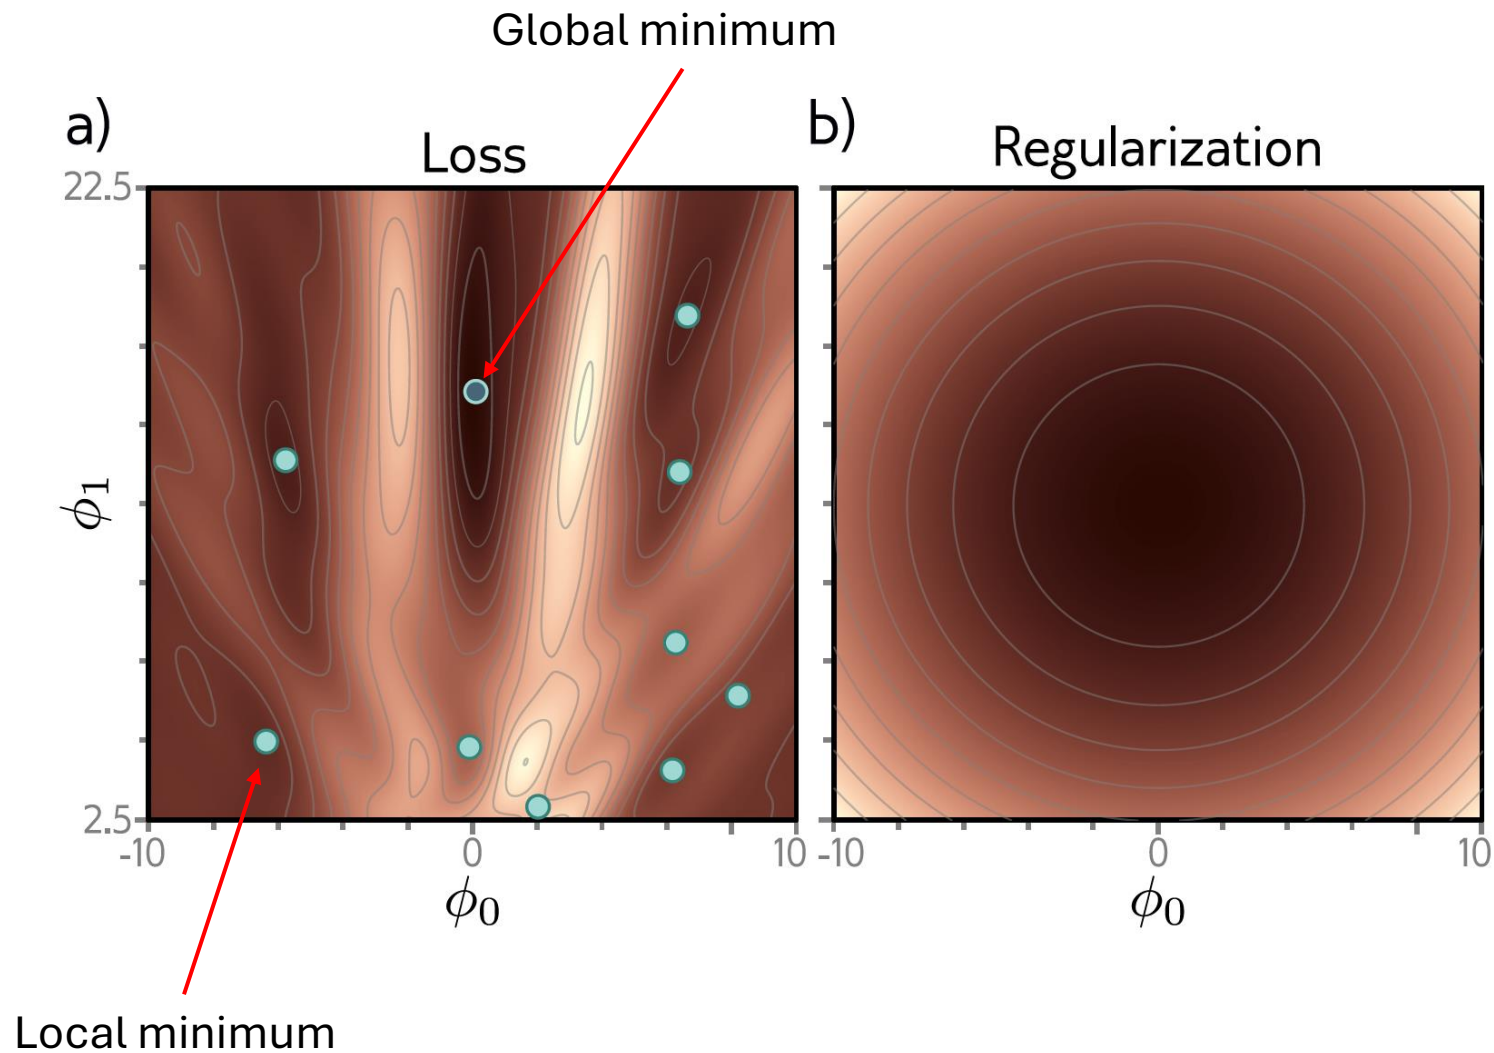 Global minimum
a)
Loss
b)
Regularization
22.5
ϕ1
2.5
-10
0
10
-10
0
10
ϕ0
ϕ0
Local minimum